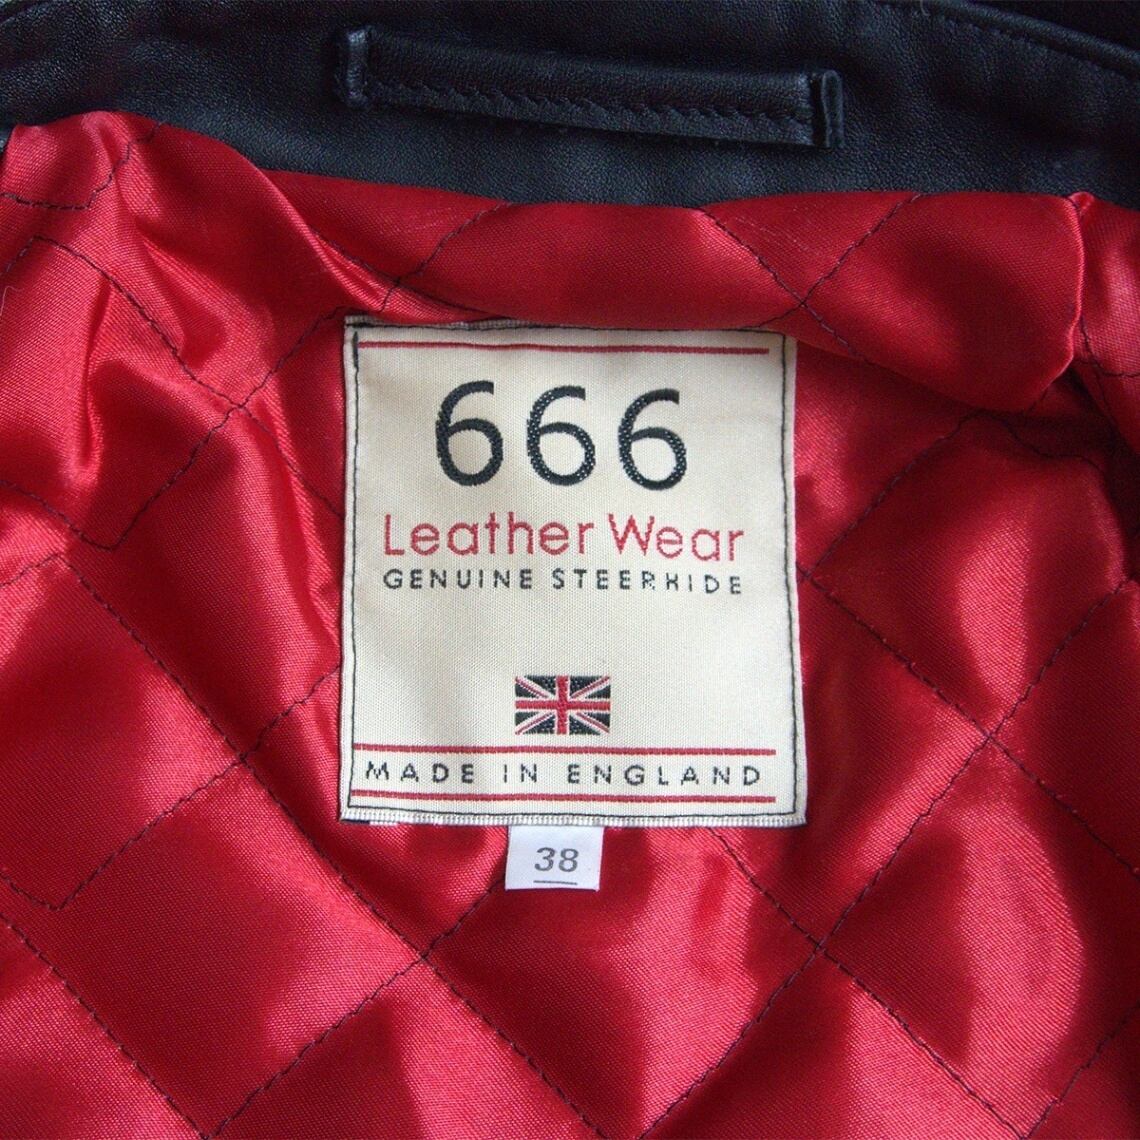 666
Leather Wear
GENUINE STEERHIDE
MADE IN ENGLAND
38